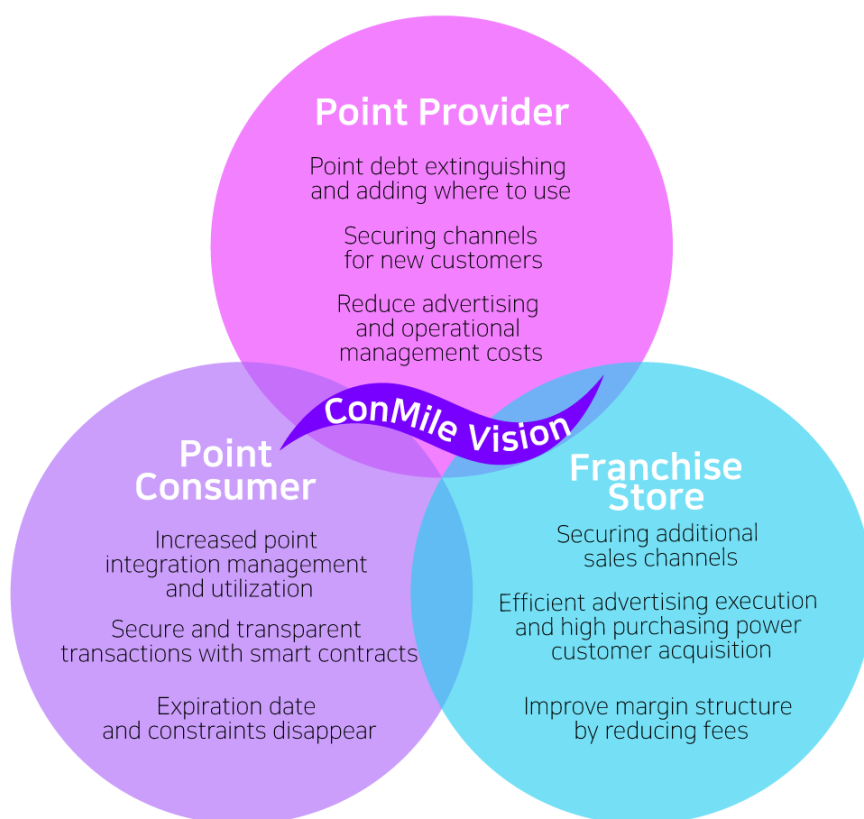 Point Provider
Point debt extinguishing
and adding where to use
Securing channels
for new customers
Reduce advertising
and operational
management costs
ConMile Vision
Point
Consumer
Increased point
integration management
and utilization
Secure and transparent
transactions with smart contracts
Expiration date
and constraints disappear
Franchise
Store
Securing additional
sales channels
Efficient advertising execution
and high purchasing power
customer acquisition
Improve margin structure
by reducing fees